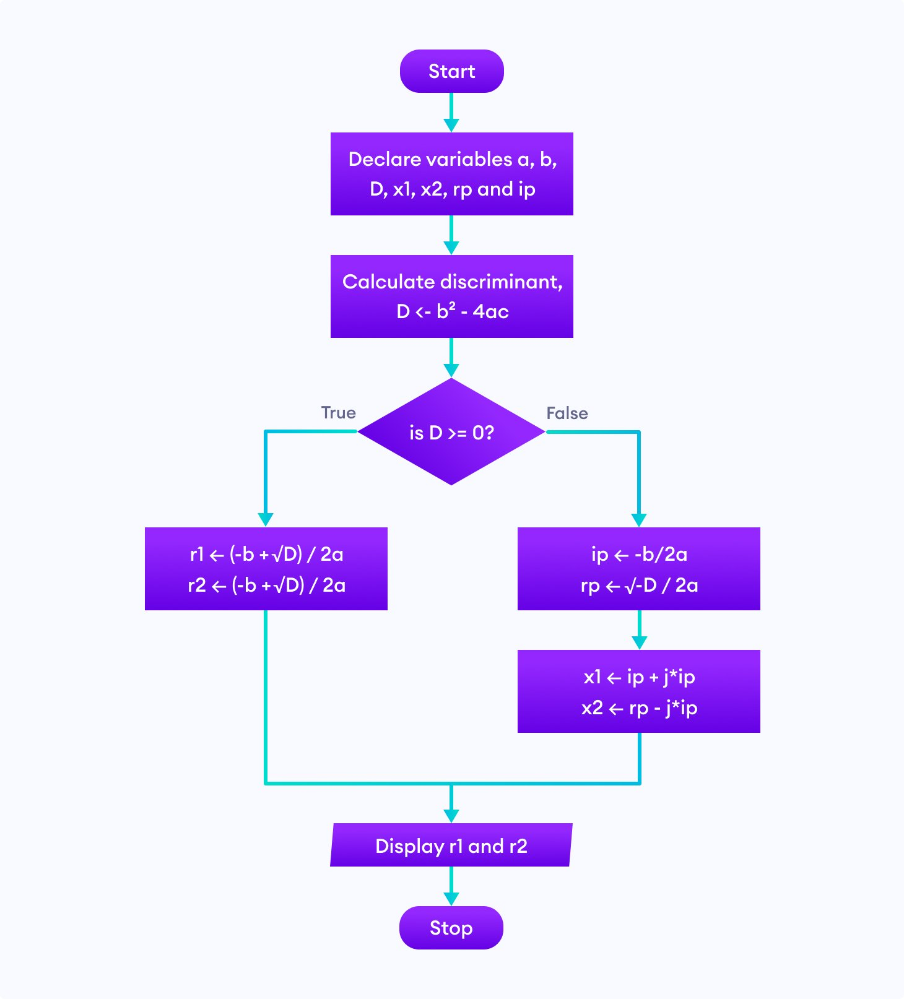 Start
Declare variables a, b,
D, x1, x2, rp and ip
Calculate discriminant,
D <- b² - 4ac
True
False
is D >= 0?
r1 ← (-b +√D) / 2a
r2 ← (-b +√D) / 2a
ip ← -b/2a
rp ← √-D / 2a
x1 ← ip + j*ip
x2 ← rp - j*ip
Display r1 and r2
Stop